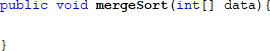 public void mergeSort(int[] data){
}